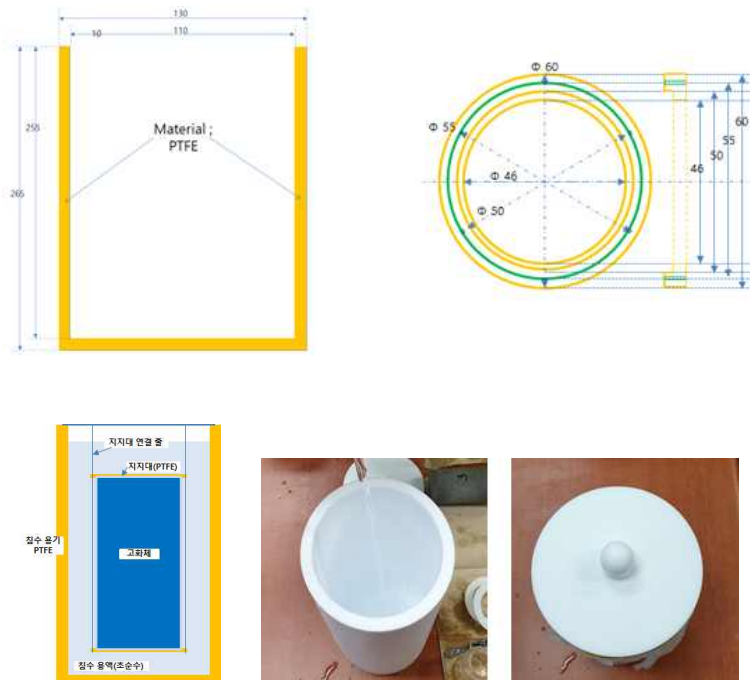 130
10
110
255
265
Material ;
PTFE
Φ 60
Φ 55
Φ 46
Φ 50
46
50
55
60
지지대 연결 줄
지지대(PTFE)
침수 용기
PTFE
고화체
침수 용액(초순수)